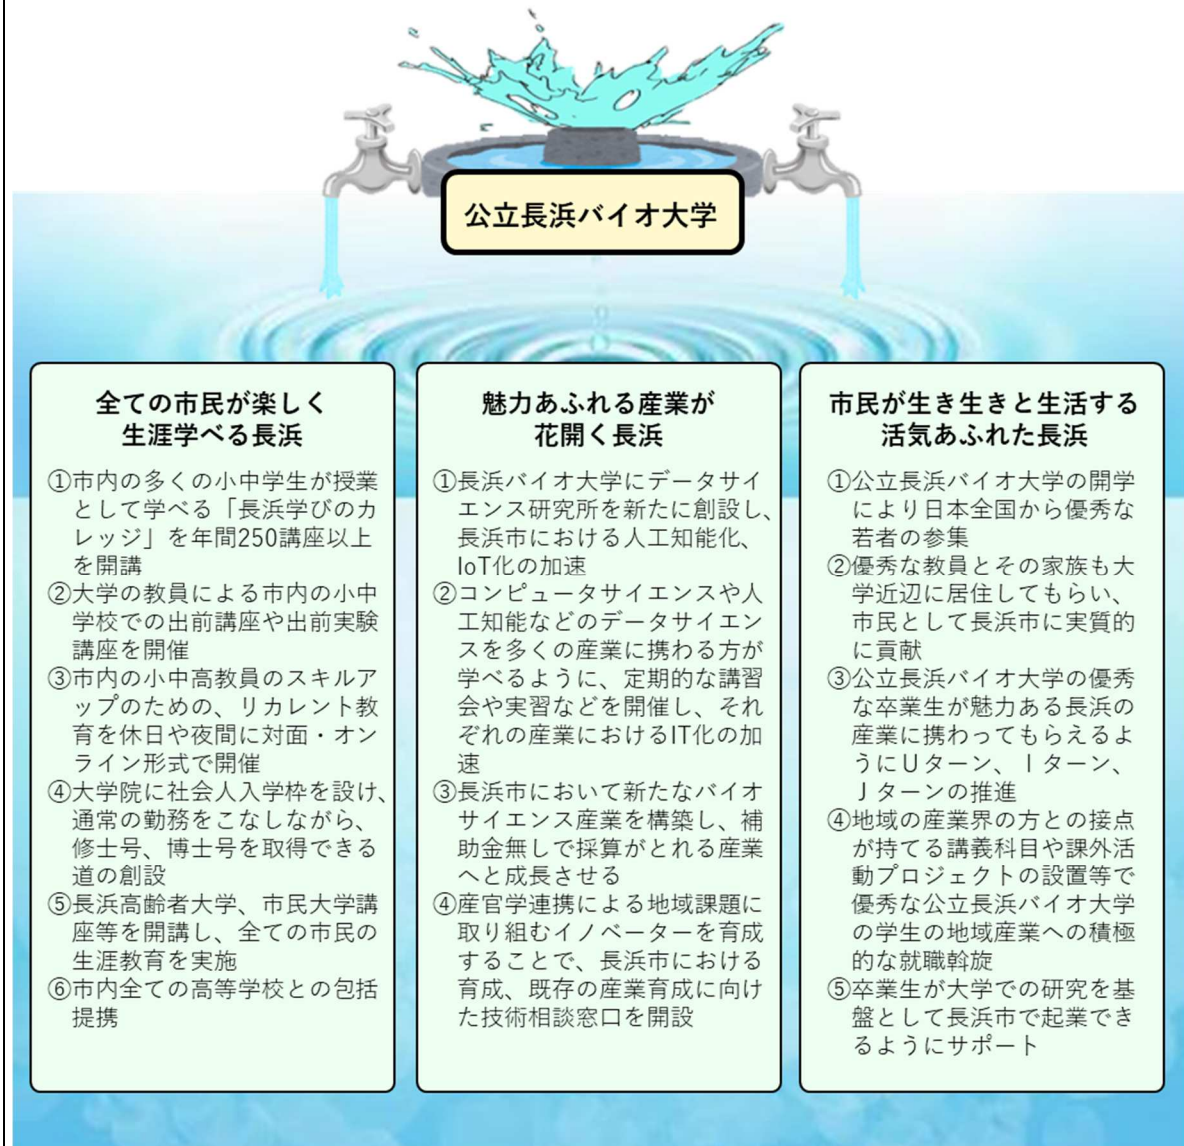 公立長浜バイオ大学
全ての市民が楽しく
生涯学べる長浜
①市内の多くの小中学生が授業
として学べる「長浜学びのカ
レッジ」を年間250講座以上
を開講
②大学の教員による市内の小中
学校での出前講座や出前実験
講座を開催
③市内の小中高教員のスキルア
ップのための、リカレント教
育を休日や夜間に対面・オン
ライン形式で開催
④大学院に社会人入学枠を設け、
通常の勤務をこなしながら、
修士号、博士号を取得できる
道の創設
⑤長浜高齢者大学、市民大学講
座等を開講し、全ての市民の
生涯教育を実施
⑥市内全ての高等学校との包括
提携
魅力あふれる産業が
花開く長浜
①長浜バイオ大学にデータサイ
エンス研究所を新たに創設し、
長浜市における人工知能化、
IoT化の加速
②コンピュータサイエンスや人
工知能などのデータサイエン
スを多くの産業に携わる方が
学べるように、定期的な講習
会や実習などを開催し、それ
ぞれの産業におけるIT化の加
速
③長浜市において新たなバイオ
サイエンス産業を構築し、補
助金無しで採算がとれる産業
へと成長させる
④産官学連携による地域課題に
取り組むイノベーターを育成
することで、長浜市における
育成、既存の産業育成に向け
た技術相談窓口を開設
市民が生き生きと生活する
活気あふれた長浜
①公立長浜バイオ大学の開学
により日本全国から優秀な
若者の参集
②優秀な教員とその家族も大
学近辺に居住してもらい、
市民として長浜市に実質的
に貢献
③公立長浜バイオ大学の優秀
な卒業生が魅力ある長浜の
産業に携わってもらえるよ
うにＵターン、Ｉターン、
Ｊターンの推進
④地域の産業界の方との接点
が持てる講義科目や課外活
動プロジェクトの設置等で
優秀な公立長浜バイオ大学
の学生の地域産業への積極
的な就職斡旋
⑤卒業生が大学での研究を基
盤として長浜市で起業でき
るようにサポート